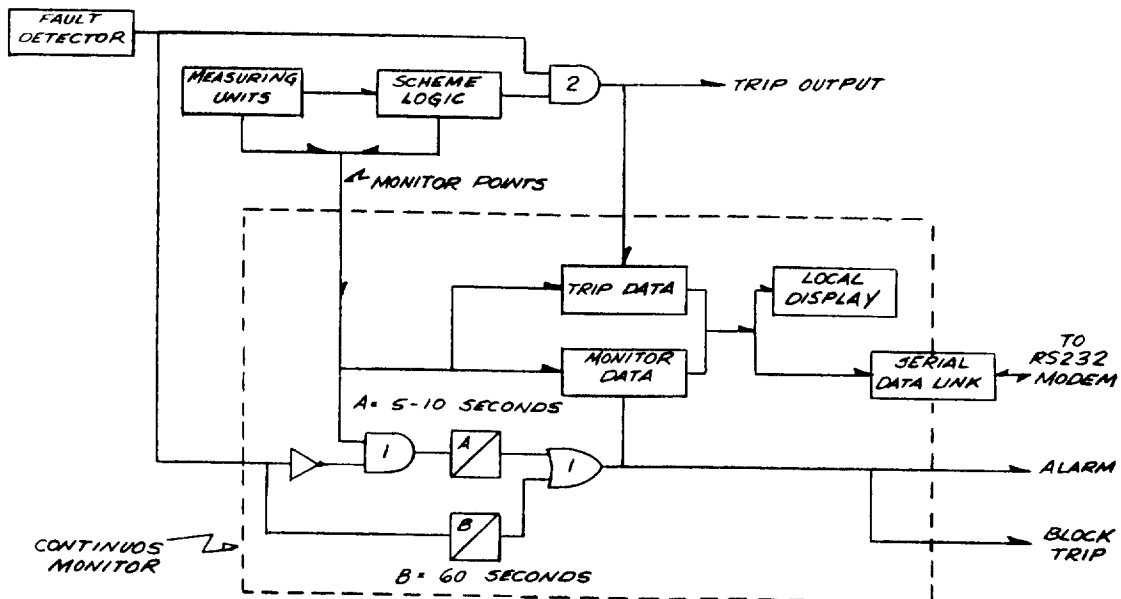 FAULT
DETECTOR
MEASURING
UNITS
SCHEME
LOGIC
2
TRIP OUTPUT
MONITOR POINTS
TRIP DATA
LOCAL
DISPLAY
MONITOR
DATA
SERIAL
DATA LINK
TO
RS232
MODEM
A= 5-10 SECONDS
1
A
1
ALARM
B
BLOCK
TRIP
CONTINUOS
MONITOR
B= 60 SECONDS